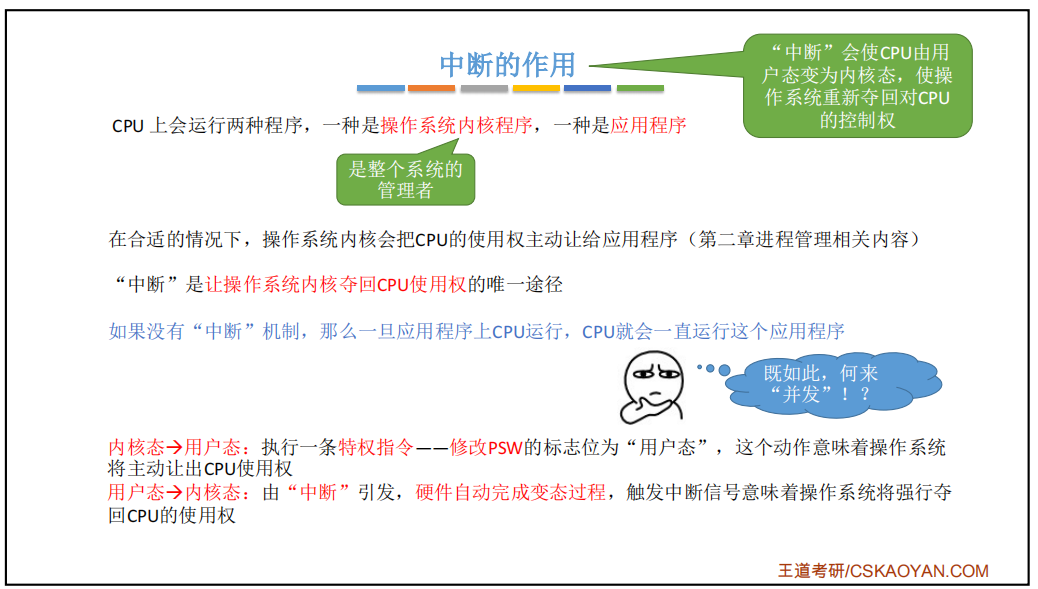 中断的作用
“中断”会使CPU由用
户态变为内核态，使操
作系统重新夺回对CPU
的控制权
CPU 上会运行两种程序，一种是操作系统内核程序，一种是应用程序
是整个系统的
管理者
在合适的情况下，操作系统内核会把CPU的使用权主动让给应用程序（第二章进程管理相关内容）
“中断”是让操作系统内核夺回CPU使用权的唯一途径
如果没有“中断”机制，那么一旦应用程序上CPU运行，CPU就会一直运行这个应用程序
既如此，何来
“并发”！？
内核态→用户态：执行一条特权指令——修改PSW的标志位为“用户态”，这个动作意味着操作系统
将主动让出CPU使用权
用户态→内核态：由“中断”引发，硬件自动完成变态过程，触发中断信号意味着操作系统将强行夺
回CPU的使用权
王道考研/CSKAOYAN.COM